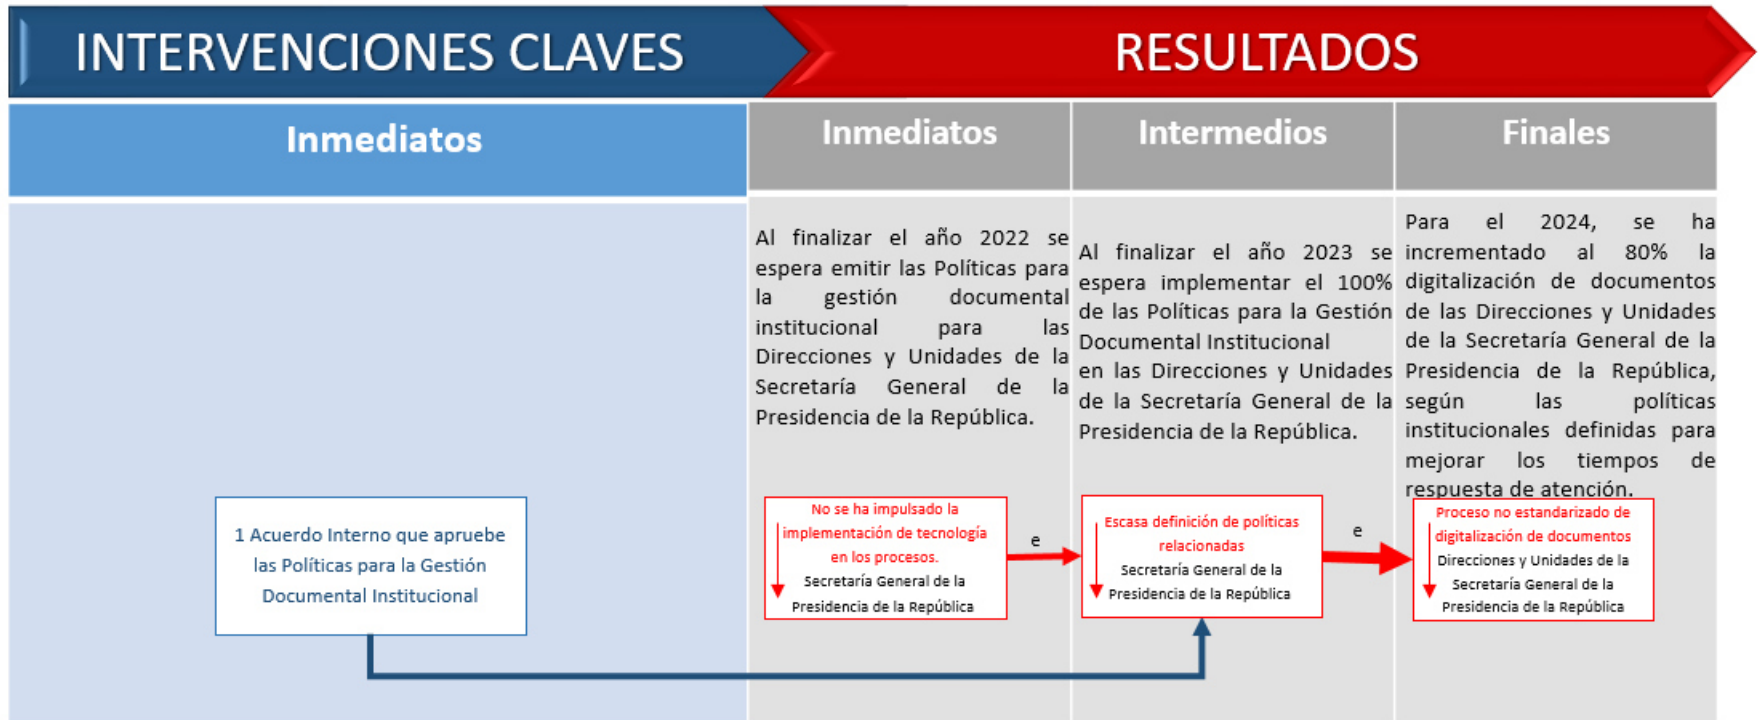 INTERVENCIONES CLAVES
RESULTADOS
Inmediatos
Inmediatos
Intermedios
Finales
Al finalizar el año 2022 se
espera emitir las Políticas para
la gestión documental
institucional para las
Direcciones y Unidades de la
Secretaría General de la
Presidencia de la República.
Al finalizar el año 2023 se
espera implementar el 100%
de las Políticas para la Gestión
Documental Institucional
en las Direcciones y Unidades
de la Secretaría General de la
Presidencia de la República.
Para el 2024, se ha
incrementado al 80% la
digitalización de documentos
de las Direcciones y Unidades
de la Secretaría General de la
Presidencia de la República,
según las políticas
institucionales definidas para
mejorar los tiempos de
respuesta de atención.
1 Acuerdo Interno que apruebe
las Políticas para la Gestión
Documental Institucional
No se ha impulsado la
implementación de tecnología
en los procesos.
Secretaría General de la
Presidencia de la República
e
Escasa definición de políticas
relacionadas
Secretaría General de la
Presidencia de la República
e
Proceso no estandarizado de
digitalización de documentos
Direcciones y Unidades de la
Secretaría General de la
Presidencia de la República